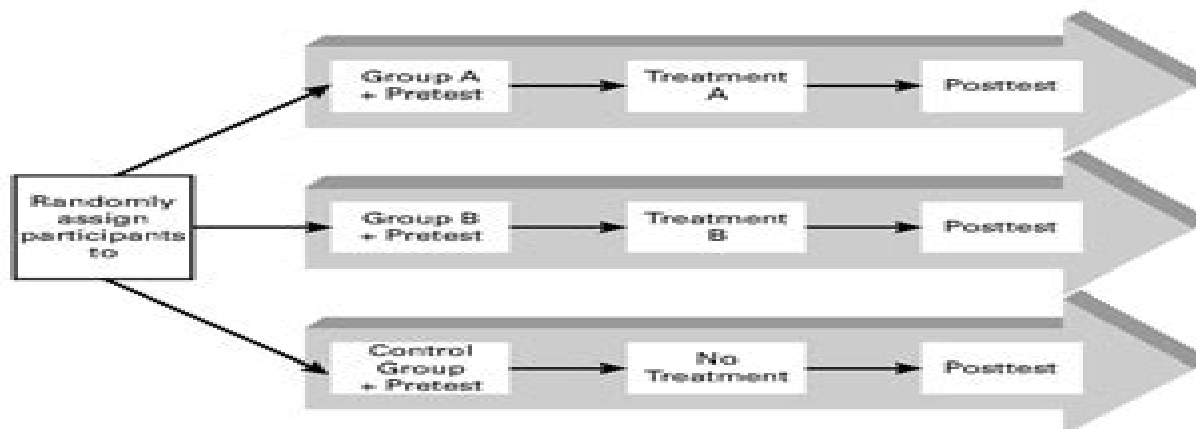 Group A
+ Pretest
Treatment
A
Posttest
Randomly
assign
participants
to
Group B
+ Pretest
Treatment
B
Posttest
Control
Group
+ Pretest
No
Treatment
Posttest